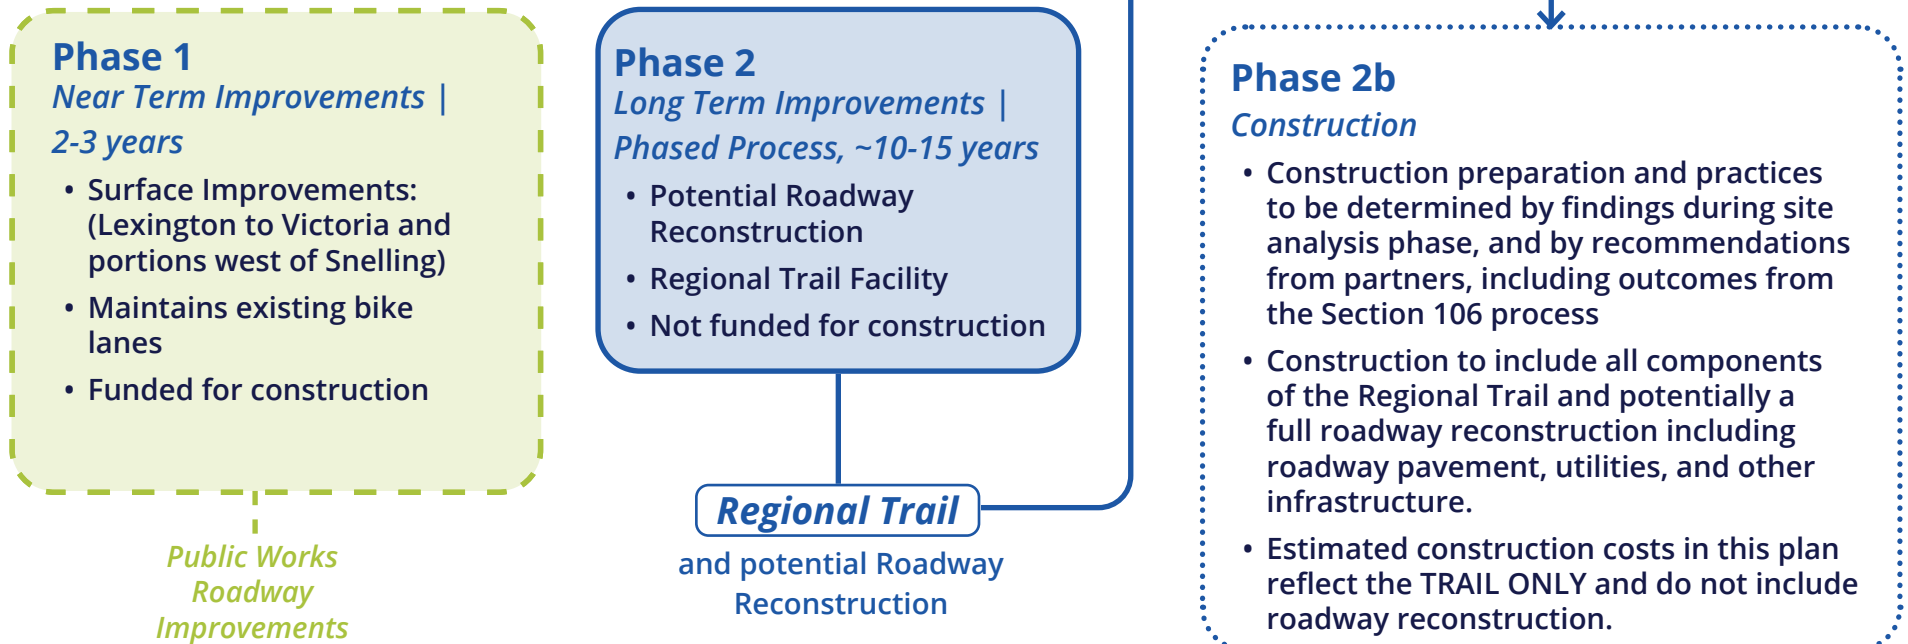 Phase 1
Near Term Improvements |
2-3 years
• Surface Improvements:
(Lexington to Victoria and
portions west of Snelling)
• Maintains existing bike
lanes
• Funded for construction
Public Works
Roadway
Improvements
Phase 2
Long Term Improvements |
Phased Process, ~10-15 years
• Potential Roadway
Reconstruction
• Regional Trail Facility
• Not funded for construction
Regional Trail
and potential Roadway
Reconstruction
Phase 2b
Construction
• Construction preparation and practices
to be determined by findings during site
analysis phase, and by recommendations
from partners, including outcomes from
the Section 106 process
• Construction to include all components
of the Regional Trail and potentially a
full roadway reconstruction including
roadway pavement, utilities, and other
infrastructure.
• Estimated construction costs in this plan
reflect the TRAIL ONLY and do not include
roadway reconstruction.